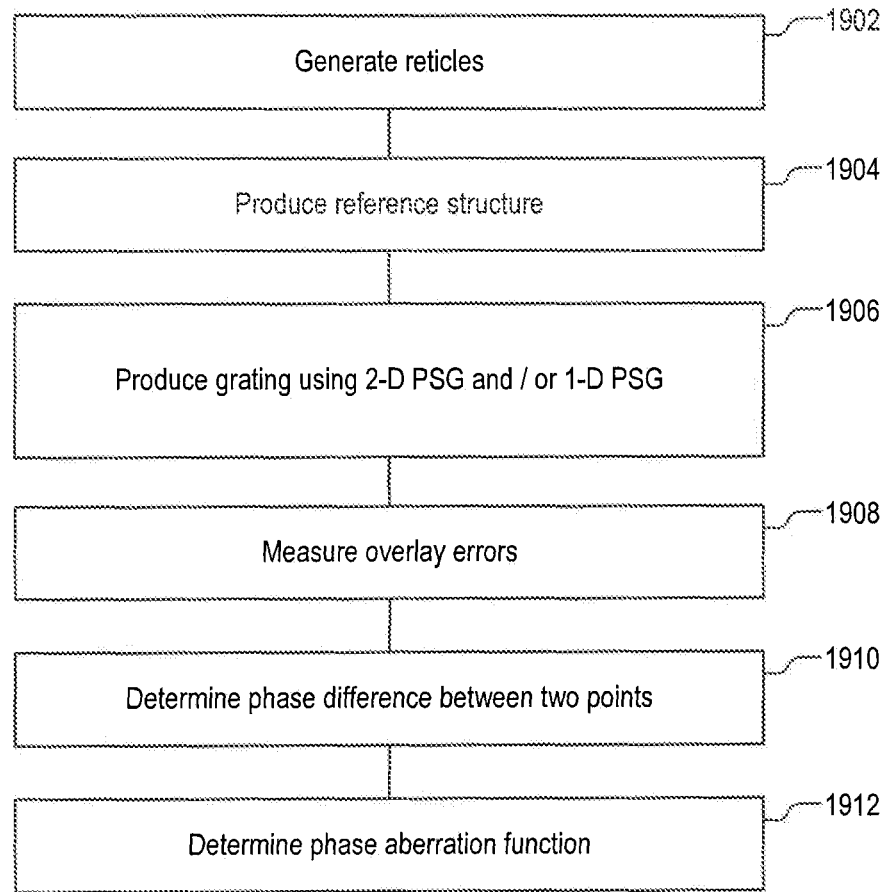 1902
Generate reticles
1904
Produce reference structure
1906
Produce grating using 2-D PSG and / or 1-D PSG
1908
Measure overlay errors
1910
Determine phase difference between two points
1912
Determine phase aberration function